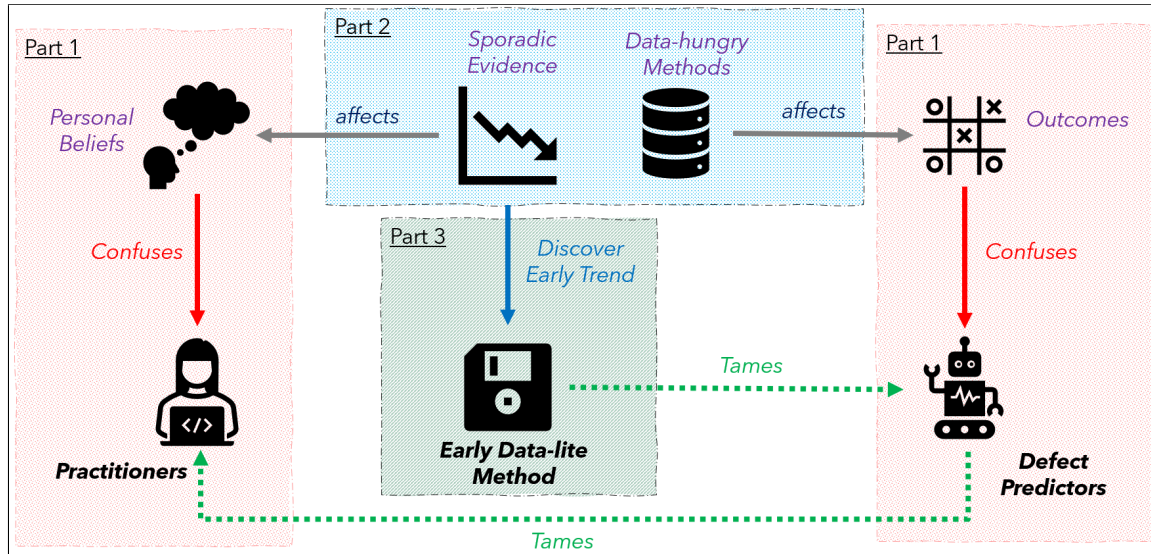 Part 1
Personal
Beliefs
Confuses
</>
Practitioners
Part 2
Sporadic
Evidence
Data-hungry
Methods
affects
affects
Part 3
Discover
Early Trend
Early Data-lite
Method
Tames
Tames
Part 1
Outcomes
Confuses
Defect
Predictors